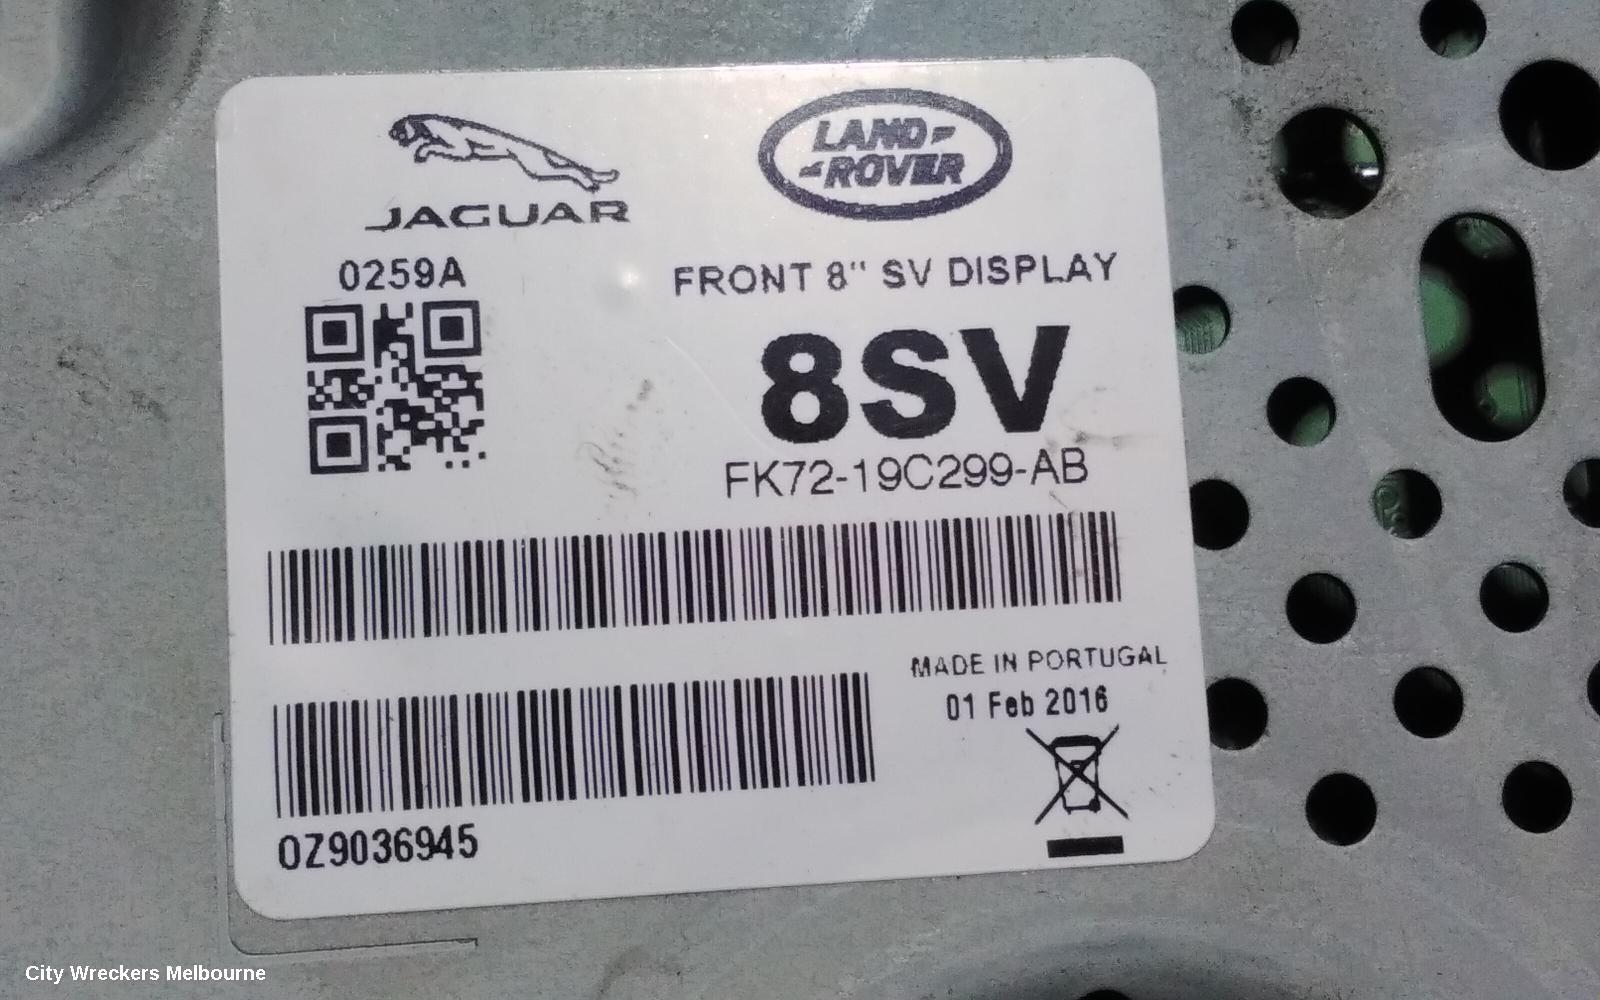 JAGUAR
LAND-
-ROVER
0259A
FRONT 8" SV DISPLAY
8SV
FK72-19C299-AB
MADE IN PORTUGAL
01 Feb 2016
0Z9036945
City Wreckers Melbourne